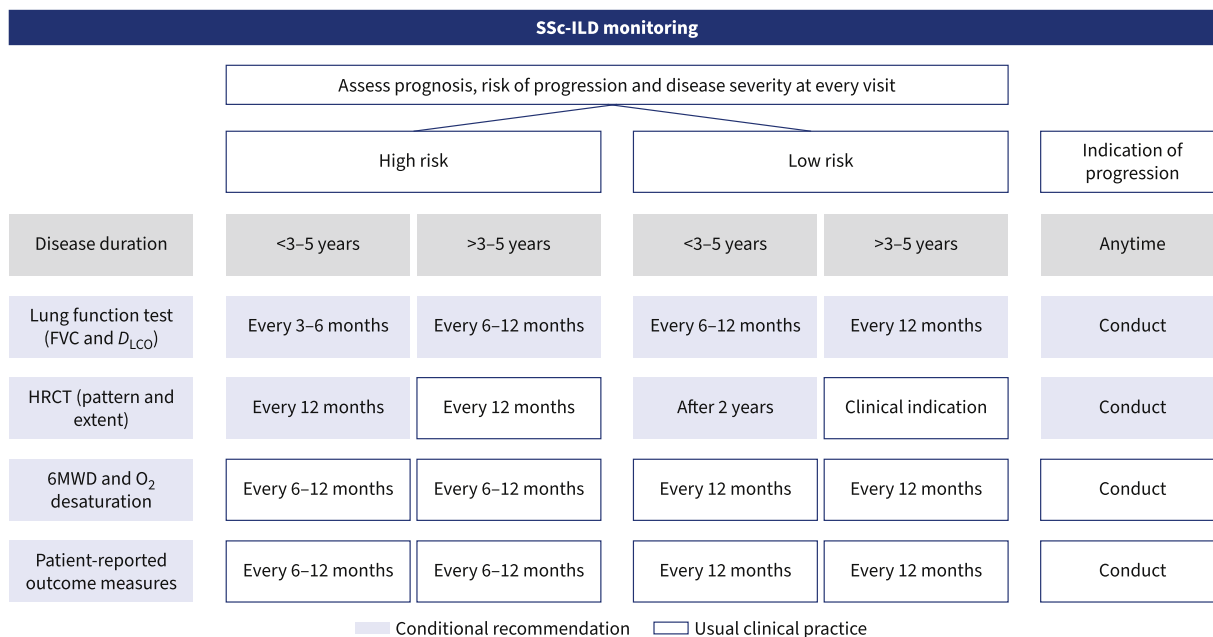 SSc-ILD monitoring
Assess prognosis, risk of progression and disease severity at every visit
High risk
Low risk
Indication of
progression
Disease duration
<3–5 years
>3–5 years
<3–5 years
>3–5 years
Anytime
Lung function test
(FVC and DLCO)
Every 3–6 months
Every 6–12 months
Every 6–12 months
Every 12 months
Conduct
HRCT (pattern and
extent)
Every 12 months
Every 12 months
After 2 years
Clinical indication
Conduct
6MWD and O2
desaturation
Every 6–12 months
Every 6–12 months
Every 12 months
Every 12 months
Conduct
Patient-reported
outcome measures
Every 6–12 months
Every 6–12 months
Every 12 months
Every 12 months
Conduct
Conditional recommendation
Usual clinical practice